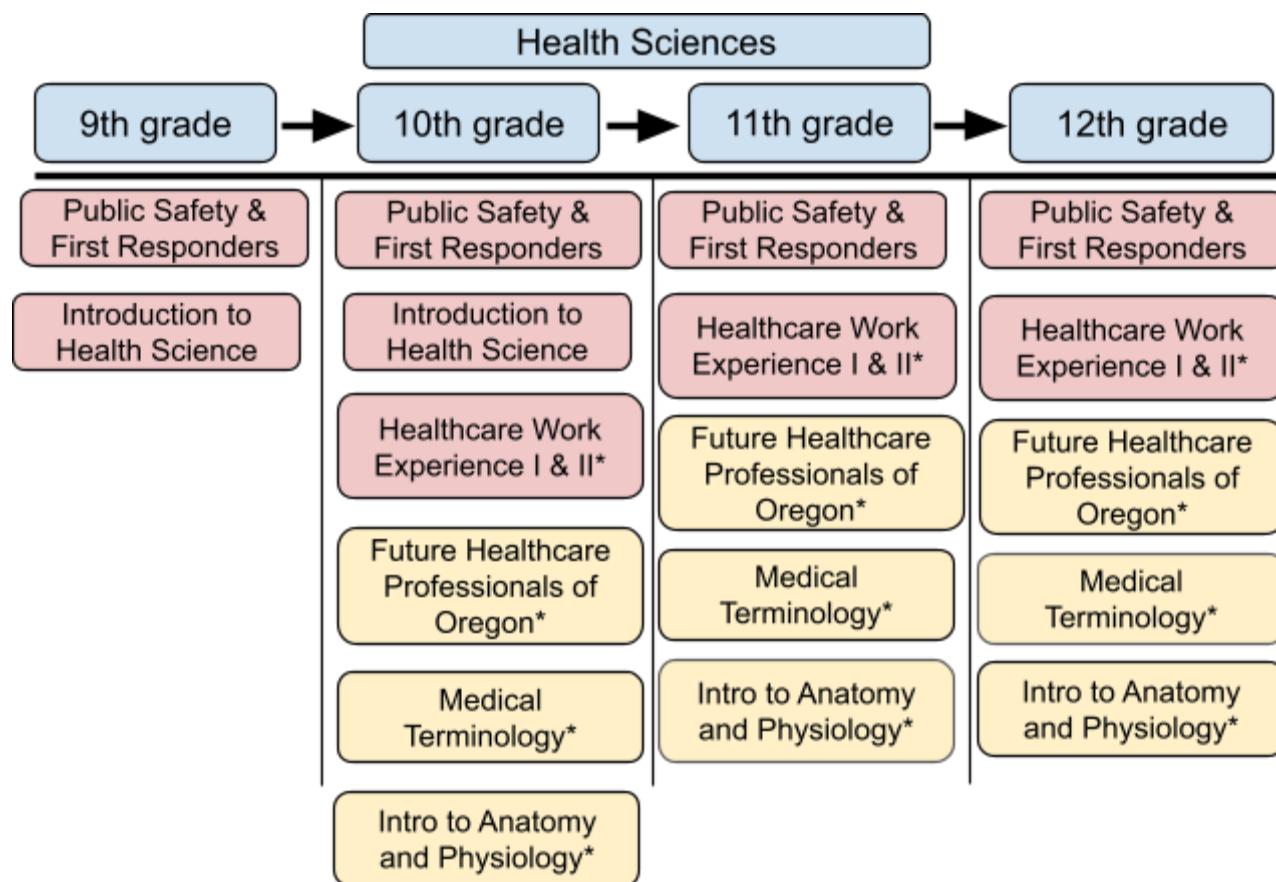 Health Sciences
9th grade
10th grade
11th grade
12th grade
Public Safety &
First Responders
Introduction to
Health Science
Public Safety &
First Responders
Introduction to
Health Science
Healthcare Work
Experience I & II*
Future Healthcare
Professionals of
Oregon*
Medical
Terminology*
Intro to Anatomy
and Physiology*
Public Safety &
First Responders
Healthcare Work
Experience I & II*
Future Healthcare
Professionals of
Oregon*
Medical
Terminology*
Intro to Anatomy
and Physiology*
Public Safety &
First Responders
Healthcare Work
Experience I & II*
Future Healthcare
Professionals of
Oregon*
Medical
Terminology*
Intro to Anatomy
and Physiology*